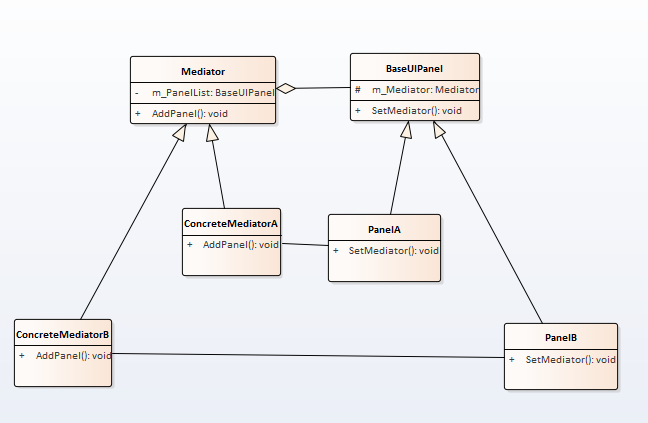 Mediator
- m_PanelList: BaseUIPanel
+ AddPanel(): void
BaseUIPanel
# m_Mediator: Mediator
+ SetMediator(): void
ConcreteMediatorA
+ AddPanel(): void
PanelA
+ SetMediator(): void
ConcreteMediatorB
+ AddPanel(): void
PanelB
+ SetMediator(): void